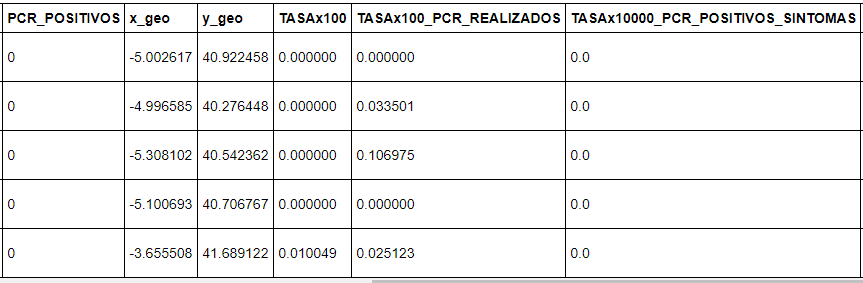 PCR_POSITIVOS x_geo y_geo TASAx100 TASAx100_PCR_REALIZADOS TASAx10000_PCR_POSITIVOS_SINTOMAS
0 -5.002617 40.922458 0.000000 0.000000 0.0
0 -4.996585 40.276448 0.000000 0.033501 0.0
0 -5.308102 40.542362 0.000000 0.106975 0.0
0 -5.100693 40.706767 0.000000 0.000000 0.0
0 -3.655508 41.689122 0.010049 0.025123 0.0